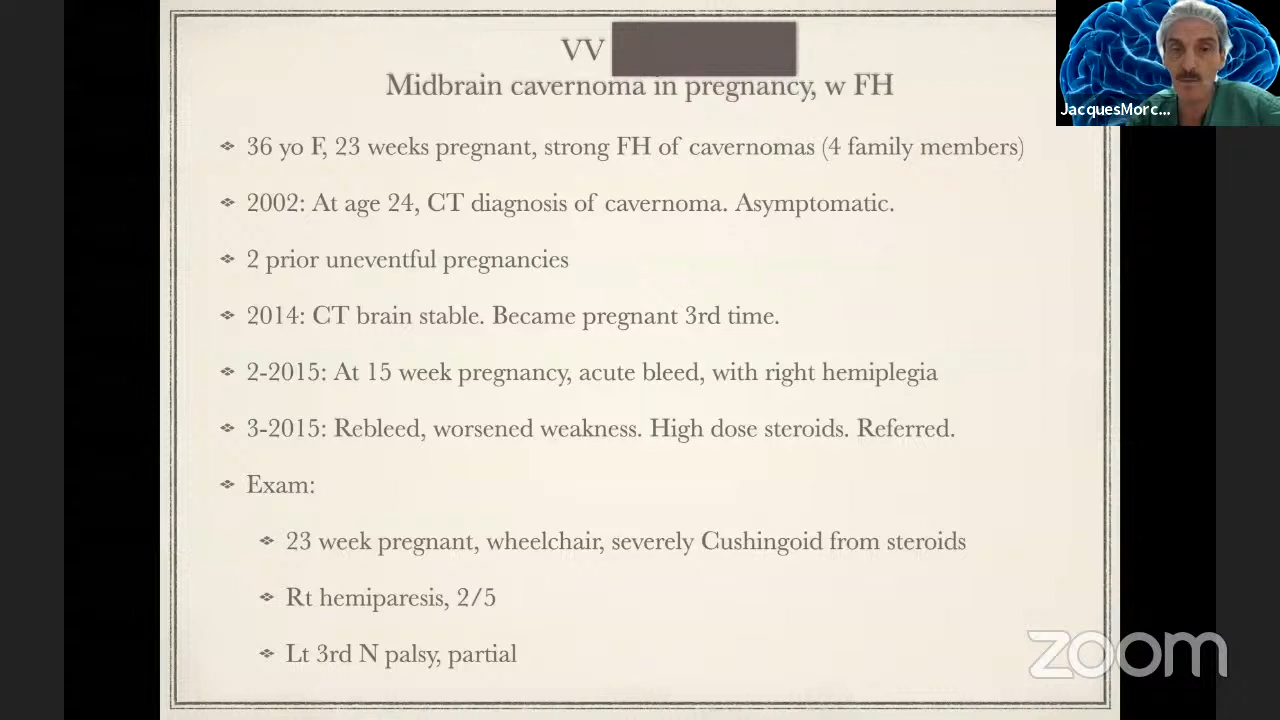 VV
Midbrain cavernoma in pregnancy, w FH
JacquesMorc...
❖ 36 yo F, 23 weeks pregnant, strong FH of cavernomas (4 family members)
❖ 2002: At age 24, CT diagnosis of cavernoma. Asymptomatic.
❖ 2 prior uneventful pregnancies
❖ 2014: CT brain stable. Became pregnant 3rd time.
❖ 2-2015: At 15 week pregnancy, acute bleed, with right hemiplegia
❖ 3-2015: Rebleed, worsened weakness. High dose steroids. Referred.
❖ Exam:
❖ 23 week pregnant, wheelchair, severely Cushingoid from steroids
❖ Rt hemiparesis, 2/5
❖ Lt 3rd N palsy, partial
zoom